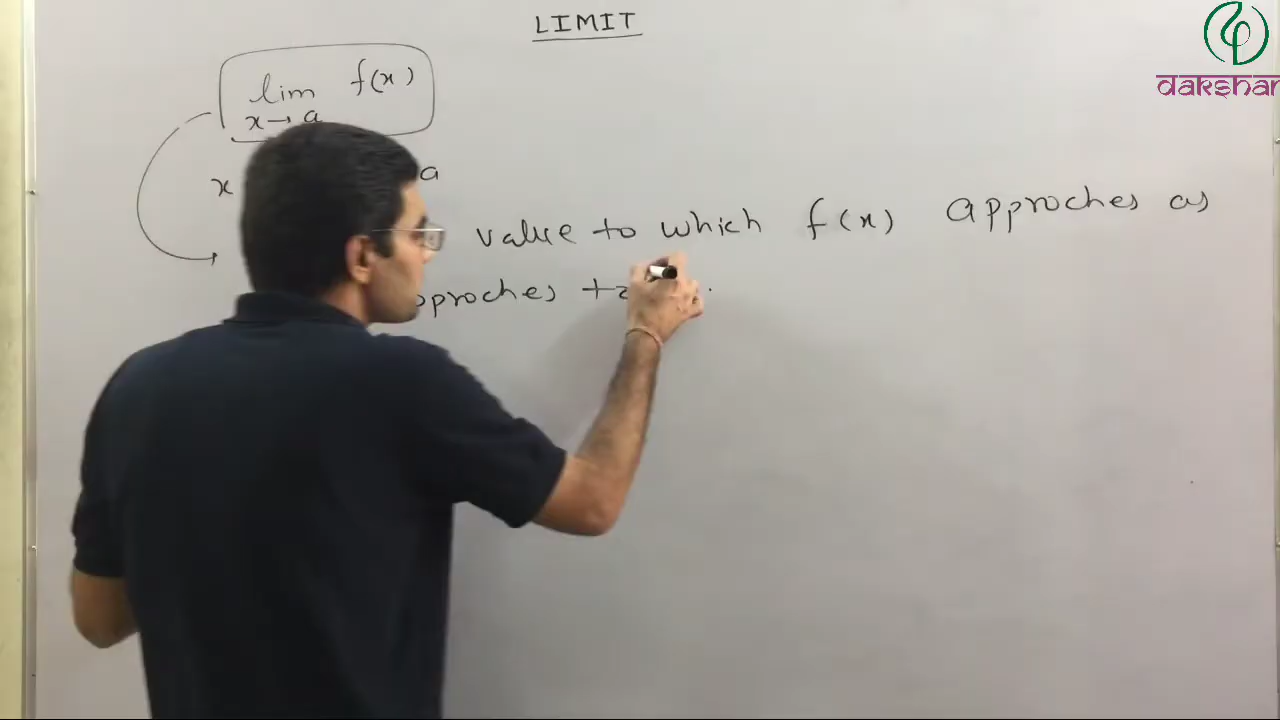 LIMIT
dakshar
lim f(x)
x→a
x a
value to which f(x) approches as
pproches to